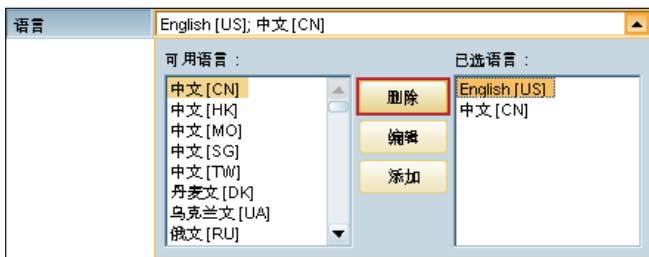 语言 English [US]; 中文 [CN]
可用语言： 已选语言：
中文 [CN] 删除 English [US]
中文 [HK] 中文 [CN]
中文 [MO] 编辑
中文 [SG]
中文 [TW] 添加
丹麦文 [DK]
乌克兰文 [UA]
俄文 [RU]